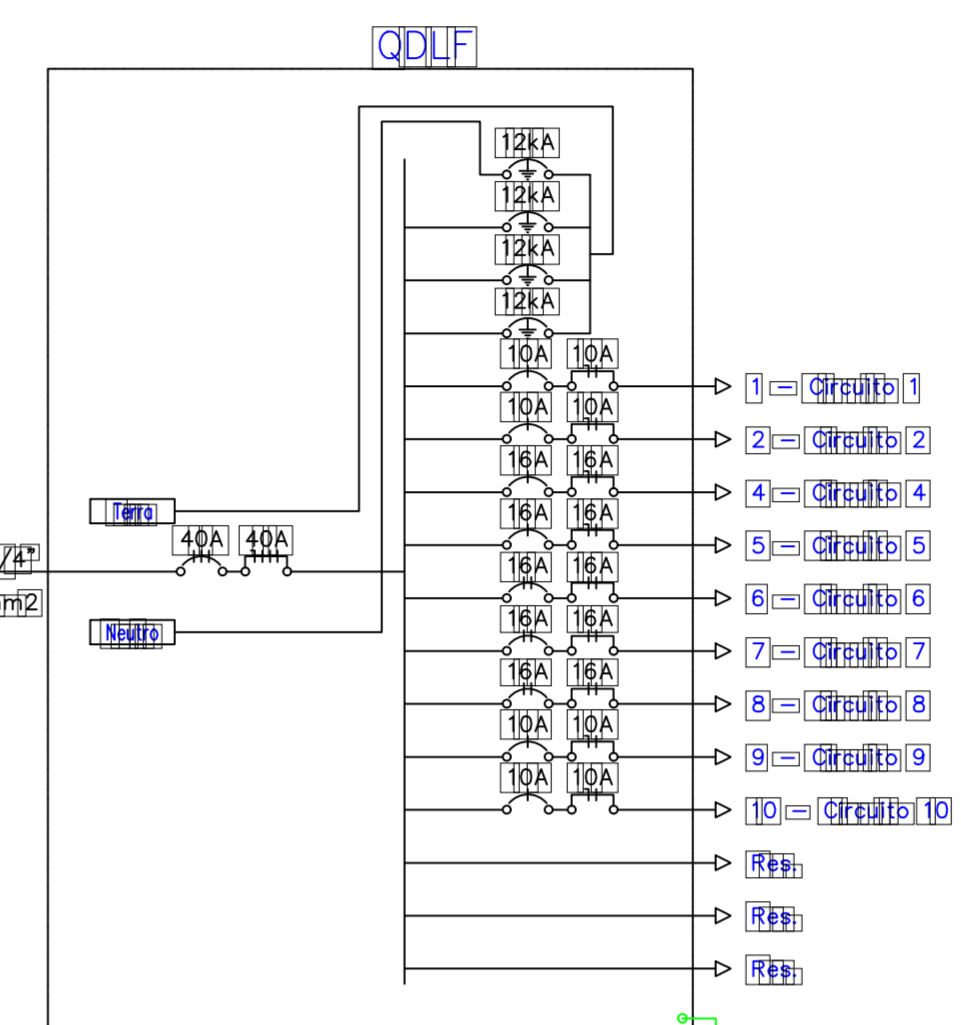 QDLF
12kA
12kA
12kA
12kA
10A 10A
1 — Circuito 1
10A 10A
2 — Circuito 2
16A 16A
4 — Circuito 4
Terra
16A 16A
40A 40A
5 — Circuito 5
/4"
16A 16A
6 — Circuito 6
m2
16A 16A
Neutro
7 — Circuito 7
16A 16A
8 — Circuito 8
10A 10A
9 — Circuito 9
10A 10A
10 — Circuito 10
Res.
Res.
Res.